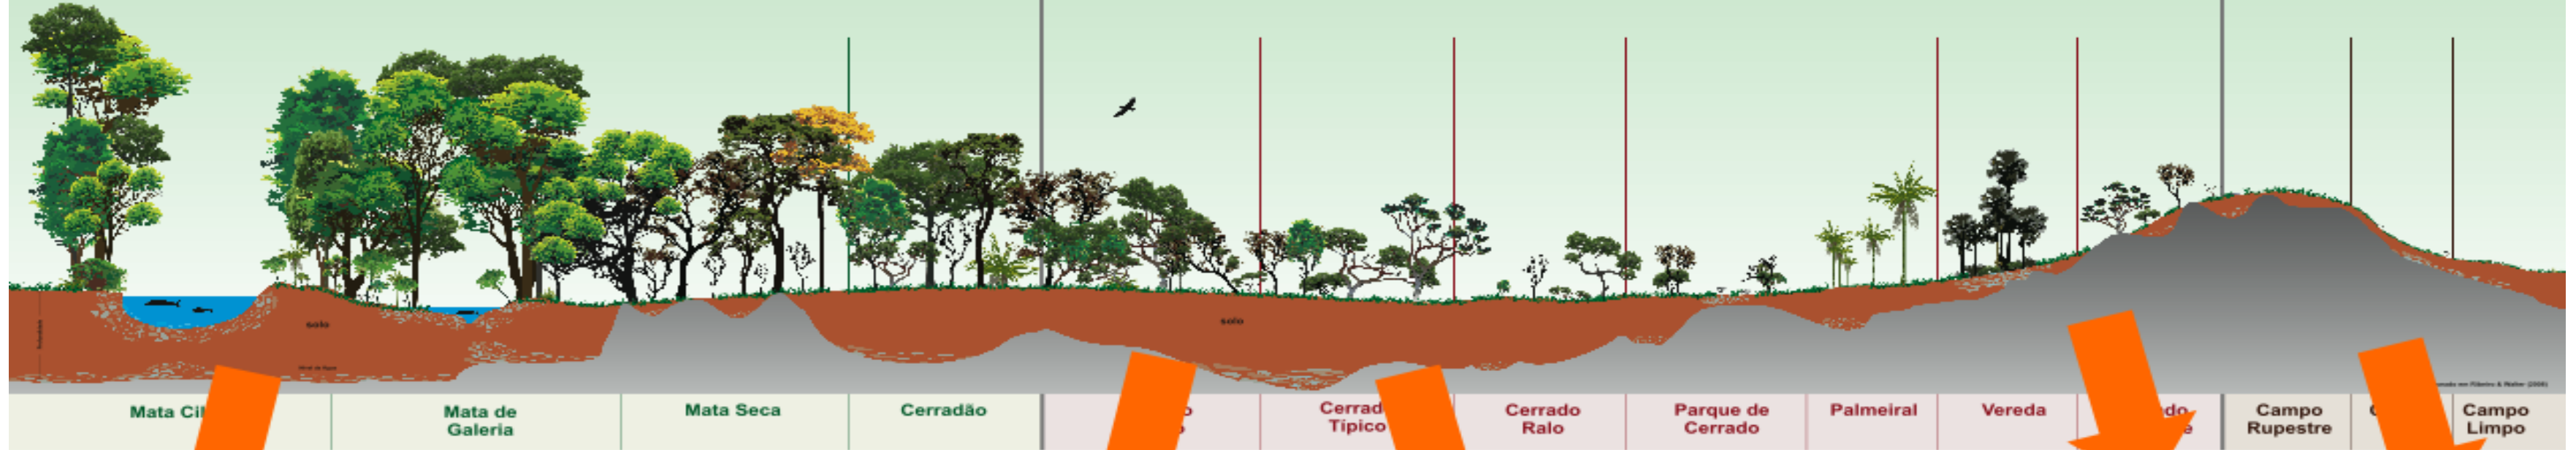 solo
solo
Mata Cil
Mata de
Galeria
Mata Seca
Cerradão
o
o
Cerrad
Típico
Cerrado
Ralo
Parque de
Cerrado
Palmeiral
Vereda
do
e
Campo
Rupestre
C
Campo
Limpo